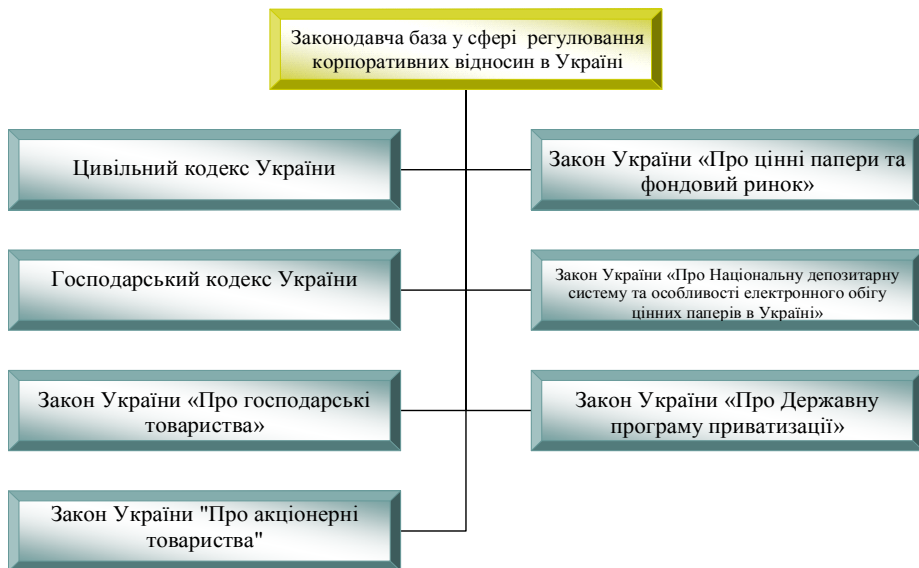 Законодавча база у сфері регулювання
корпоративних відносин в Україні
Цивільний кодекс України
Закон України «Про цінні папери та
фондовий ринок»
Господарський кодекс України
Закон України «Про Національну депозитарну
систему та особливості електронного обігу
цінних паперів в Україні»
Закон України «Про господарські
товариства»
Закон України «Про Державну
програму приватизації»
Закон України "Про акціонерні
товариства"